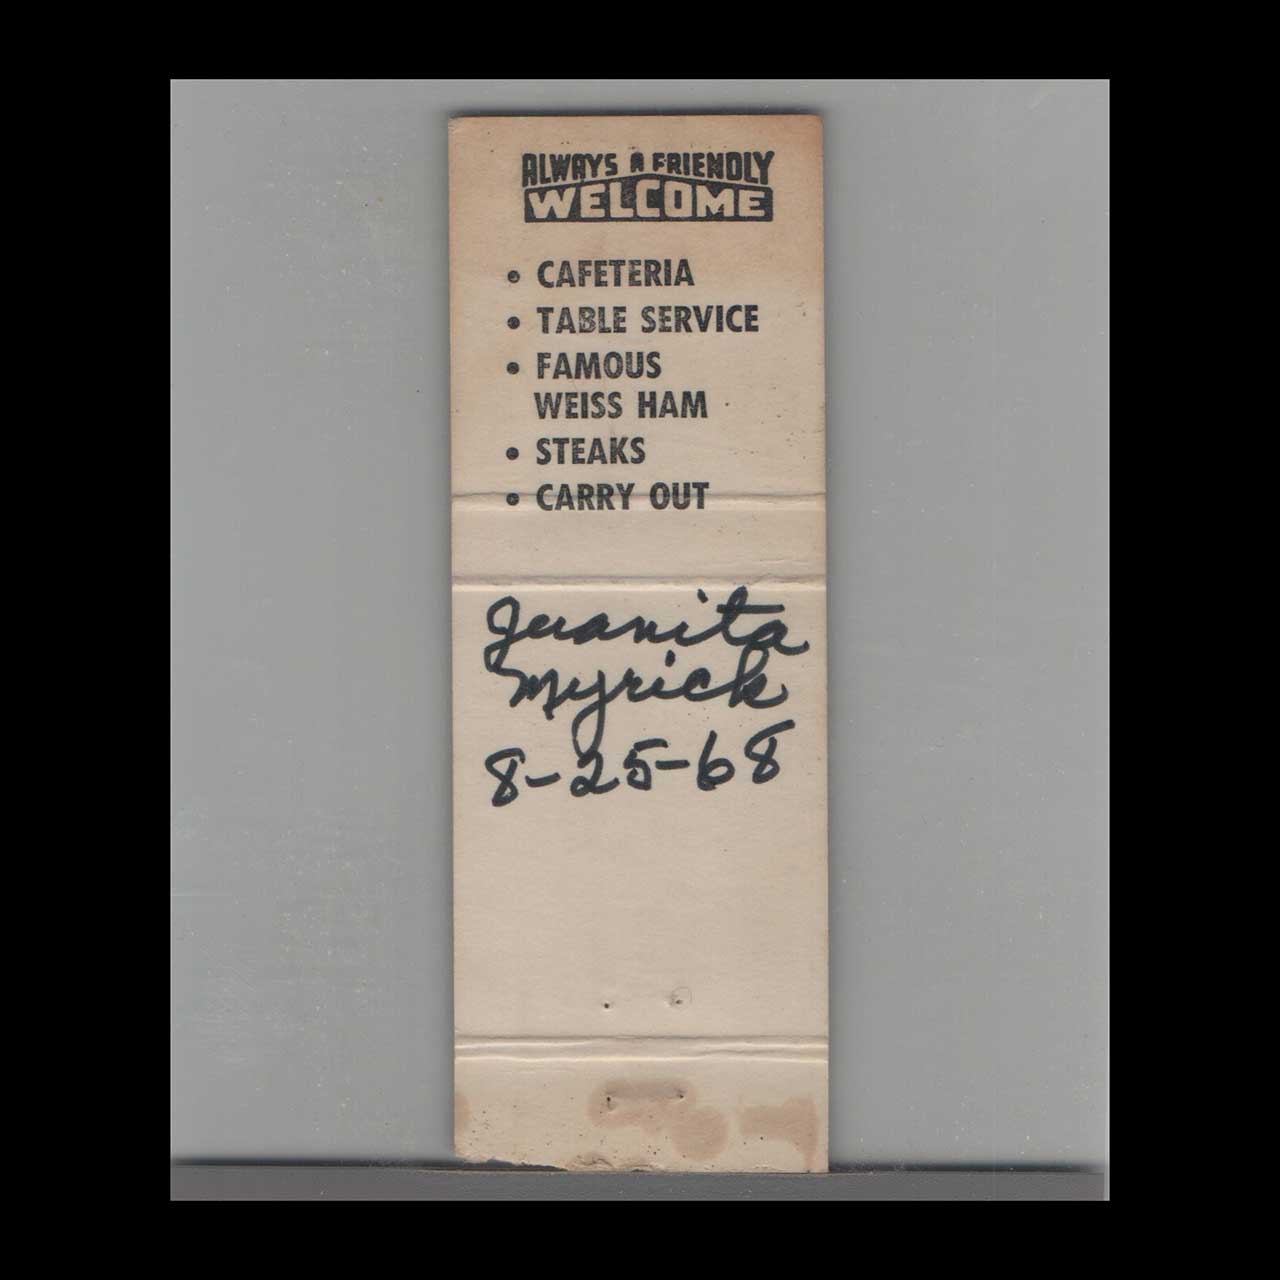 ALWAYS A FRIENDLY
WELCOME
• CAFETERIA
• TABLE SERVICE
• FAMOUS
WEISS HAM
• STEAKS
• CARRY OUT
Juanita
Myrick
8-25-68